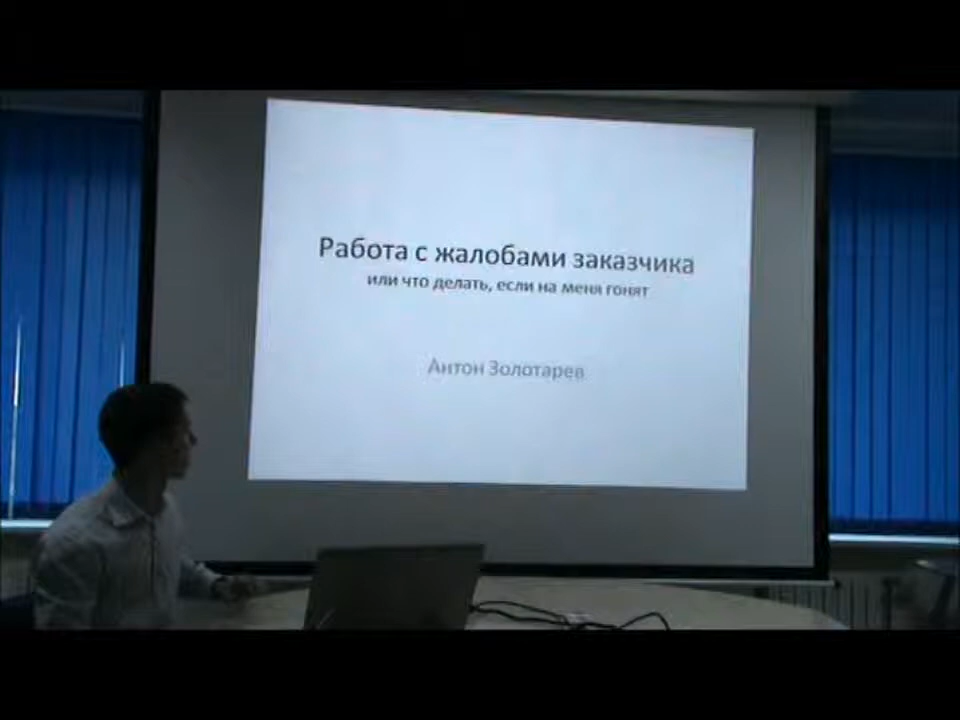 Работа с жалобами заказчика
или что делать, если на меня гонят
Антон Золотарев